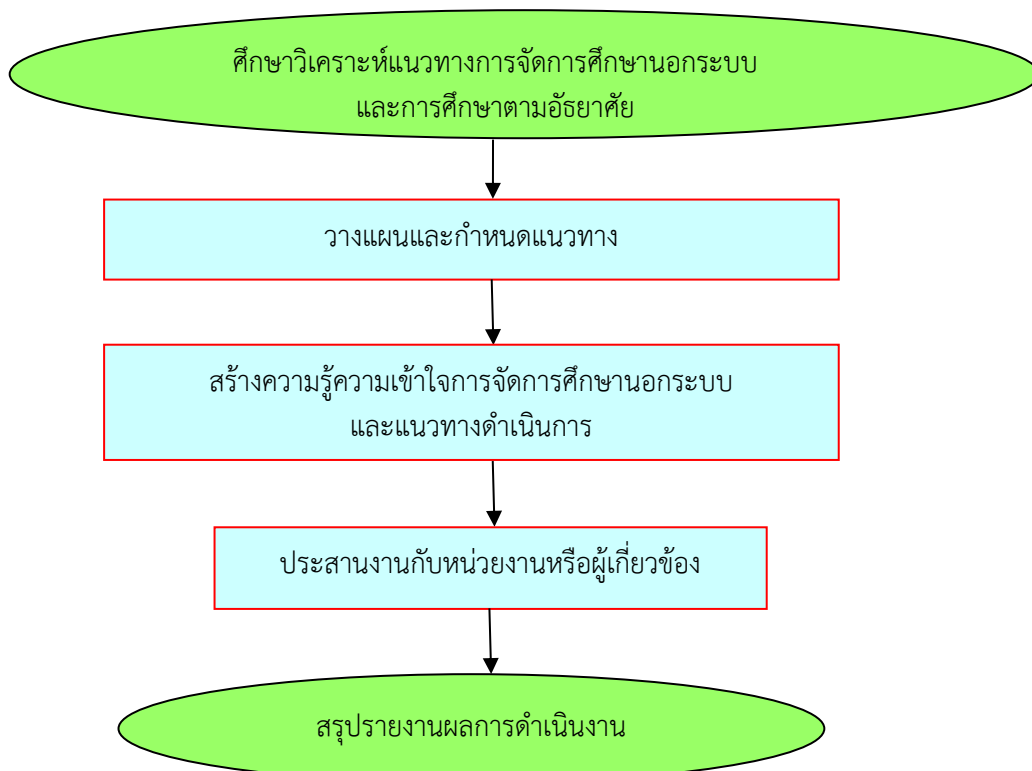 ศึกษาวิเคราะห์แนวทางการจัดการศึกษานอกระบบ
และการศึกษาตามอัธยาศัย
วางแผนและกำหนดแนวทาง
สร้างความรู้ความเข้าใจการจัดการศึกษานอกระบบ
และแนวทางดำเนินการ
ประสานงานกับหน่วยงานหรือผู้เกี่ยวข้อง
สรุปรายงานผลการดำเนินงาน